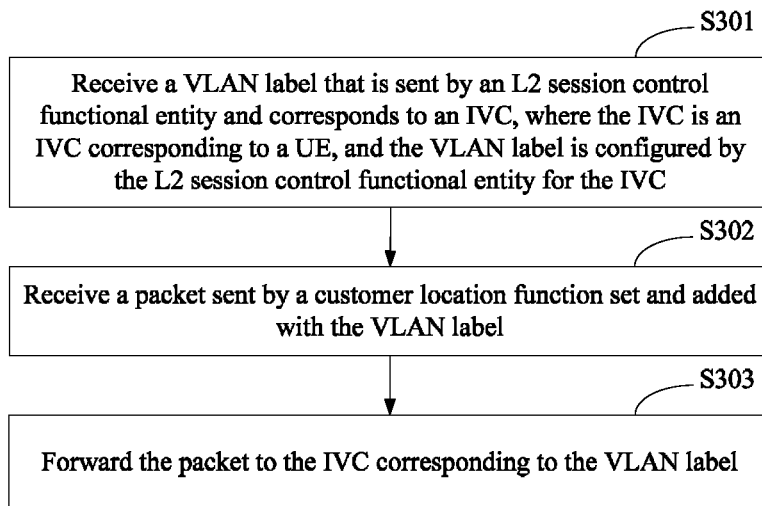 S301
Receive a VLAN label that is sent by an L2 session control
functional entity and corresponds to an IVC, where the IVC is an
IVC corresponding to a UE, and the VLAN label is configured by
the L2 session control functional entity for the IVC
S302
Receive a packet sent by a customer location function set and added
with the VLAN label
S303
Forward the packet to the IVC corresponding to the VLAN label